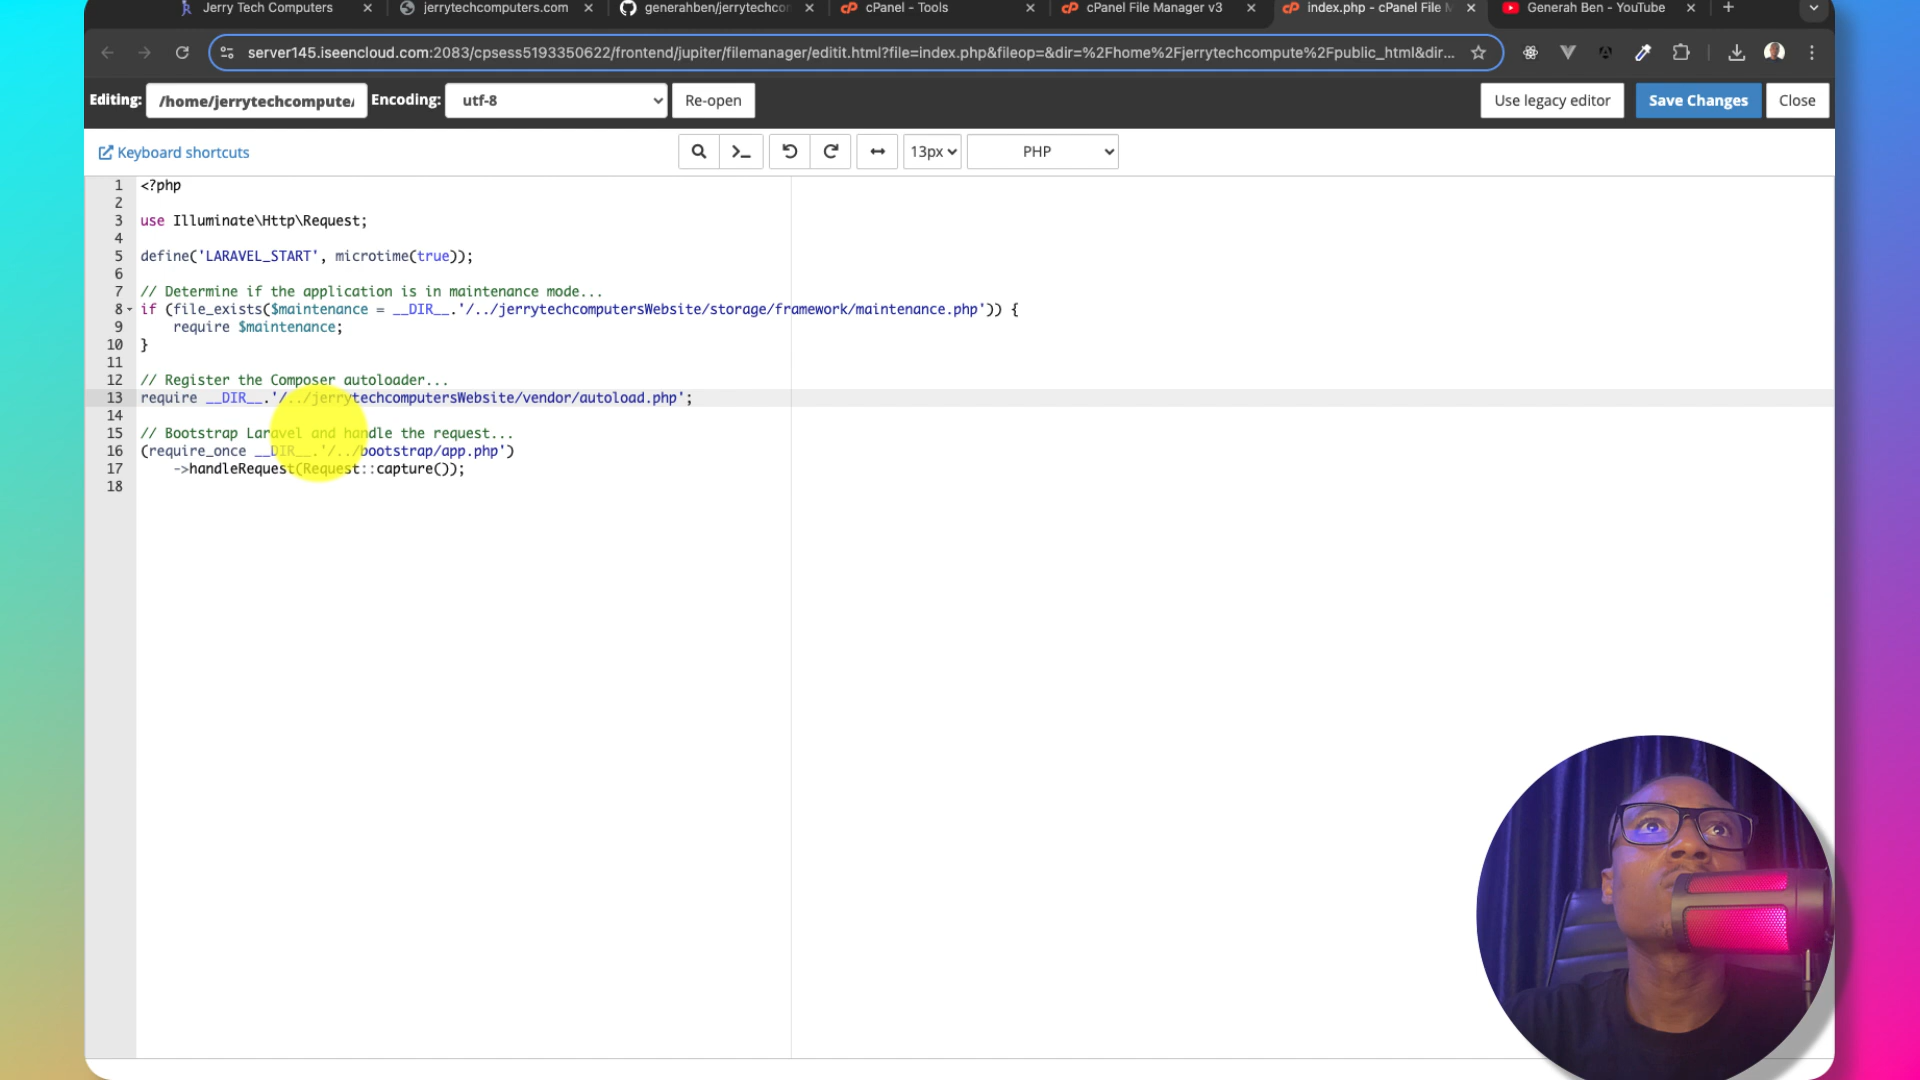 Jerry Tech Computers
jerrytechcomputers.com
generahben/jerrytechcor
cPanel - Tools
cPanel File Manager v3
index.php - cPanel File M
Generah Ben - YouTube
server145.iseencloud.com:2083/cpsess5193350622/frontend/jupiter/filemanager/editit.html?file=index.php&fileop=&dir=%2Fhome%2Fjerrytechcompute%2Fpublic_html&dir...
Editing: /home/jerrytechcompute/ Encoding: utf-8 Re-open Use legacy editor Save Changes Close
Keyboard shortcuts 13px PHP
1 <?php
2
3 use Illuminate\Http\Request;
4
5 define('LARAVEL_START', microtime(true));
6
7 // Determine if the application is in maintenance mode...
8 if (file_exists($maintenance = __DIR__.'/../jerrytechcomputersWebsite/storage/framework/maintenance.php')) {
9 require $maintenance;
10 }
11
12 // Register the Composer autoloader...
13 require __DIR__.'/../jerrytechcomputersWebsite/vendor/autoload.php';
14
15 // Bootstrap Laravel and handle the request...
16 (require_once __DIR__.'/../bootstrap/app.php')
17 ->handleRequest(Request::capture());
18